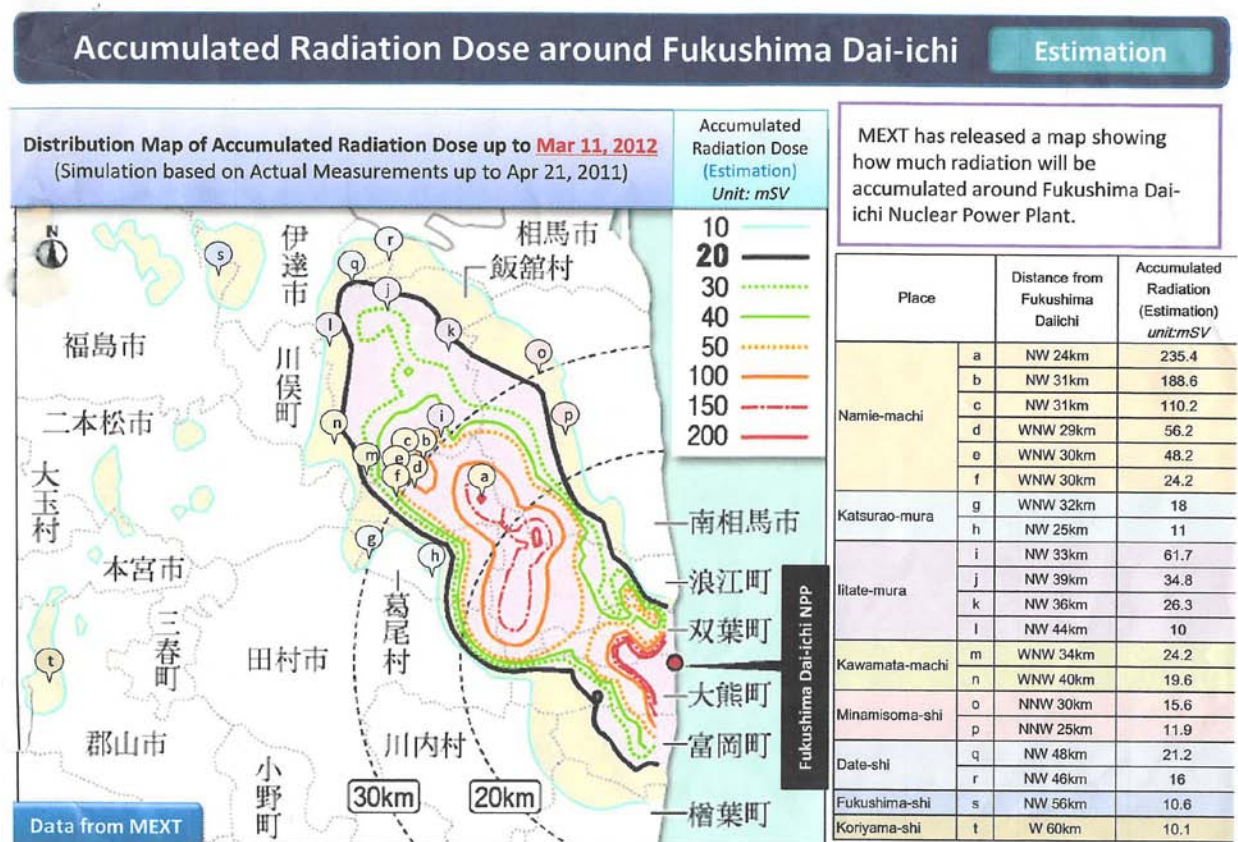 Accumulated Radiation Dose around Fukushima Dai-ichi
Estimation
Distribution Map of Accumulated Radiation Dose up to Mar 11, 2012
(Simulation based on Actual Measurements up to Apr 21, 2011)
Accumulated
Radiation Dose
(Estimation)
Unit: mSV
10
20
30
40
50
100
150
200
MEXT has released a map showing
how much radiation will be
accumulated around Fukushima Dai-
ichi Nuclear Power Plant.
N
伊達市
相馬市
飯舘村
福島市
川俣町
二本松市
大玉村
本宮市
三春町
田村市
葛尾村
郡山市
川内村
小野町
南相馬市
浪江町
双葉町
大熊町
富岡町
楢葉町
s
r
q
j
l
k
o
p
n
i
c
b
m
e
d
f
a
g
h
t
30km
20km
Fukushima Dai-ichi NPP
Data from MEXT
Place
Distance from
Fukushima
Daiichi
Accumulated
Radiation
(Estimation)
unit:mSV
Namie-machi
a NW 24km 235.4
b NW 31km 188.6
c NW 31km 110.2
d WNW 29km 56.2
e WNW 30km 48.2
f WNW 30km 24.2
Katsurao-mura
g WNW 32km 18
h NW 25km 11
Iitate-mura
i NW 33km 61.7
j NW 39km 34.8
k NW 36km 26.3
l NW 44km 10
Kawamata-machi
m WNW 34km 24.2
n WNW 40km 19.6
Minamisoma-shi
o NNW 30km 15.6
p NNW 25km 11.9
Date-shi
q NW 48km 21.2
r NW 46km 16
Fukushima-shi s NW 56km 10.6
Koriyama-shi t W 60km 10.1